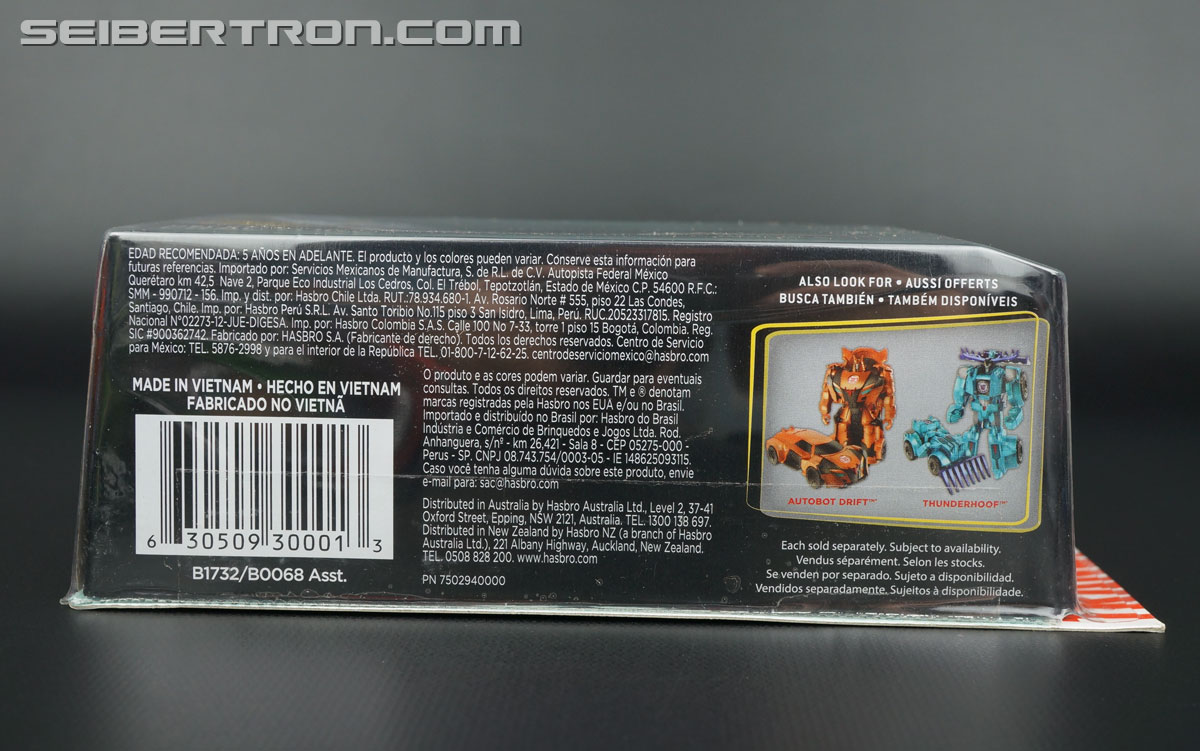 SEIBERTRON.COM
EDAD RECOMENDADA: 5 AÑOS EN ADELANTE. El producto y los colores pueden variar. Conserve esta información para
futuras referencias. Importado por: Servicios Mexicanos de Manufactura, S. de R.L. de C.V. Autopista Federal México
Querétaro km 42,5 Nave 2, Parque Eco Industrial Los Cedros, Col. El Trébol, Tepotzotlán, Estado de México C.P. 54600 R.F.C.:
SMM - 990712 - 156. Imp. y dist. por: Hasbro Chile Ltda. RUT.:78.934.680-1. Av. Rosario Norte # 555, piso 22 Las Condes,
Santiago, Chile. Imp. por: Hasbro Perú S.R.L. Av. Santo Toribio No.115 piso 3 San Isidro, Lima, Perú. RUC.20523317815. Registro
Nacional N°02273-12-JUE-DIGESA. Imp. por: Hasbro Colombia S.A.S. Calle 100 No 7-33, torre 1 piso 15 Bogotá, Colombia. Reg.
SIC #900362742. Fabricado por: HASBRO S.A. (Fabricante de derecho). Todos los derechos reservados. Centro de Servicio
para México: TEL. 5876-2998 y para el interior de la República TEL. 01-800-7-12-62-25. centrodeserviciomexico@hasbro.com
MADE IN VIETNAM • HECHO EN VIETNAM
FABRICADO NO VIETNÃ
6 30509 30001 3
B1732/B0068 Asst.
O produto e as cores podem variar. Guardar para eventuais
consultas. Todos os direitos reservados. TM e ® denotam
marcas registradas pela Hasbro nos EUA e/ou no Brasil.
Importado e distribuído no Brasil por: Hasbro do Brasil
Indústria e Comércio de Brinquedos e Jogos Ltda. Rod.
Anhanguera, s/nº - km 26,421 - Sala 8 - CEP 05275-000 -
Perus - SP. CNPJ 08.743.754/0003-05 - IE 148625093115.
Caso você tenha alguma dúvida sobre este produto, envie
e-mail para: sac@hasbro.com
Distributed in Australia by Hasbro Australia Ltd., Level 2, 37-41
Oxford Street, Epping, NSW 2121, Australia. TEL. 1300 138 697.
Distributed in New Zealand by Hasbro NZ (a branch of Hasbro
Australia Ltd.), 221 Albany Highway, Auckland, New Zealand.
TEL. 0508 828 200. www.hasbro.com
PN 7502940000
ALSO LOOK FOR • AUSSÍ OFFERTS
BUSCA TAMBIÉN • TAMBÉM DISPONÍVEIS
AUTOBOT DRIFT™
THUNDERHOOF™
Each sold separately. Subject to availability.
Vendus séparément. Selon les stocks.
Se venden por separado. Sujeto a disponibilidad.
Vendidos separadamente. Sujeitos à disponibilidade.